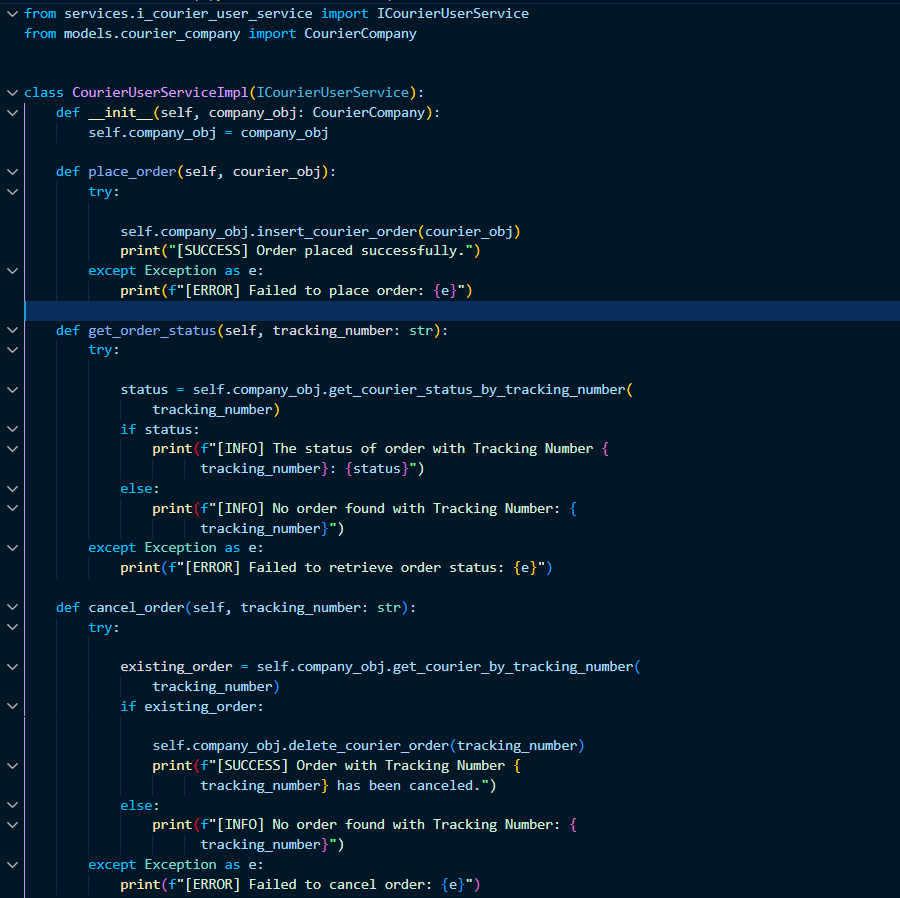 from services.i_courier_user_service import ICourierUserService
from models.courier_company import CourierCompany
class CourierUserServiceImpl(ICourierUserService):
    def __init__(self, company_obj: CourierCompany):
        self.company_obj = company_obj
    def place_order(self, courier_obj):
        try:
            self.company_obj.insert_courier_order(courier_obj)
            print("[SUCCESS] Order placed successfully.")
        except Exception as e:
            print(f"[ERROR] Failed to place order: {e}")
    def get_order_status(self, tracking_number: str):
        try:
            status = self.company_obj.get_courier_status_by_tracking_number(
                tracking_number)
            if status:
                print(f"[INFO] The status of order with Tracking Number {
                      tracking_number}: {status}")
            else:
                print(f"[INFO] No order found with Tracking Number: {
                      tracking_number}")
        except Exception as e:
            print(f"[ERROR] Failed to retrieve order status: {e}")
    def cancel_order(self, tracking_number: str):
        try:
            existing_order = self.company_obj.get_courier_by_tracking_number(
                tracking_number)
            if existing_order:
                self.company_obj.delete_courier_order(tracking_number)
                print(f"[SUCCESS] Order with Tracking Number {
                      tracking_number} has been canceled.")
            else:
                print(f"[INFO] No order found with Tracking Number: {
                      tracking_number}")
        except Exception as e:
            print(f"[ERROR] Failed to cancel order: {e}")